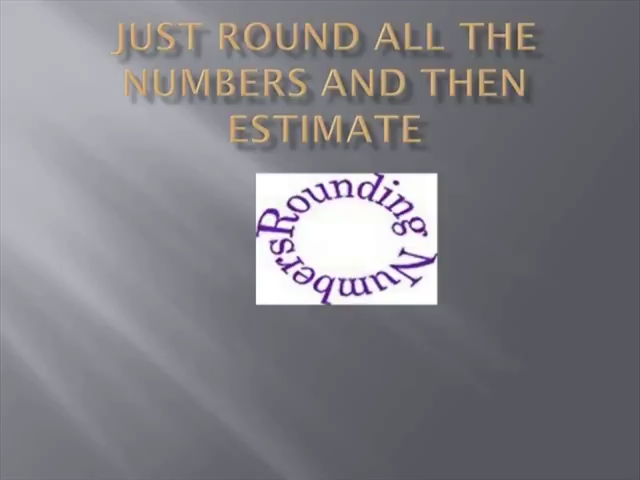 JUST ROUND ALL THE
NUMBERS AND THEN
ESTIMATE
Rounding Numbers